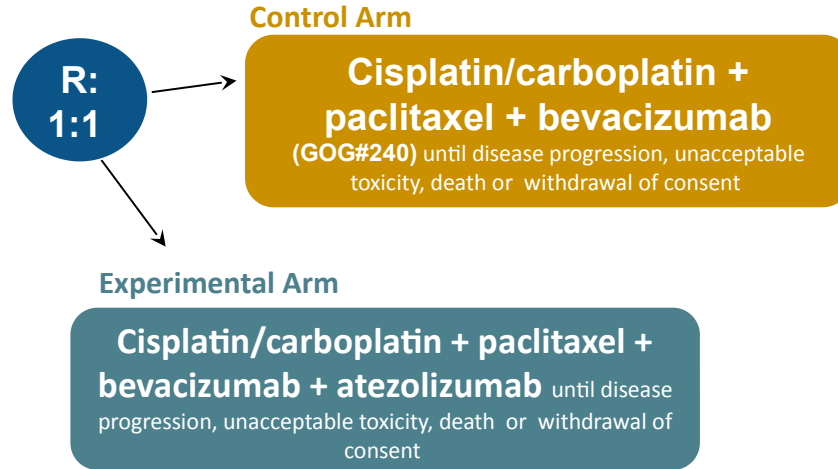 Control Arm
R:
1:1
Cisplatin/carboplatin +
paclitaxel + bevacizumab
(GOG#240) until disease progression, unacceptable
toxicity, death or withdrawal of consent
Experimental Arm
Cisplatin/carboplatin + paclitaxel +
bevacizumab + atezolizumab until disease
progression, unacceptable toxicity, death or withdrawal of
consent